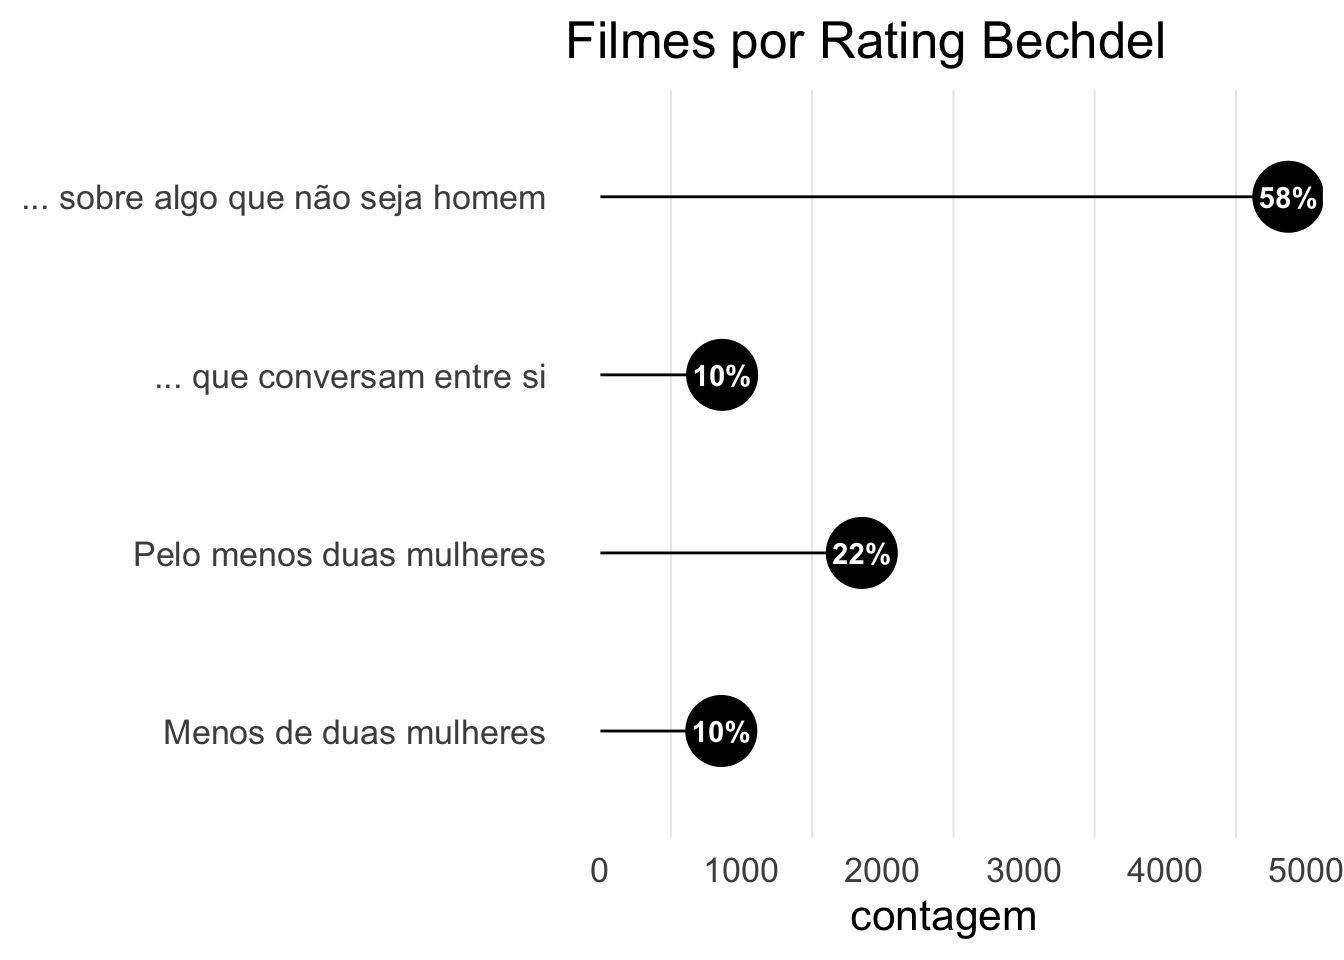 Filmes por Rating Bechdel
... sobre algo que não seja homem
58%
... que conversam entre si
10%
Pelo menos duas mulheres
22%
Menos de duas mulheres
10%
0 1000 2000 3000 4000 5000
contagem